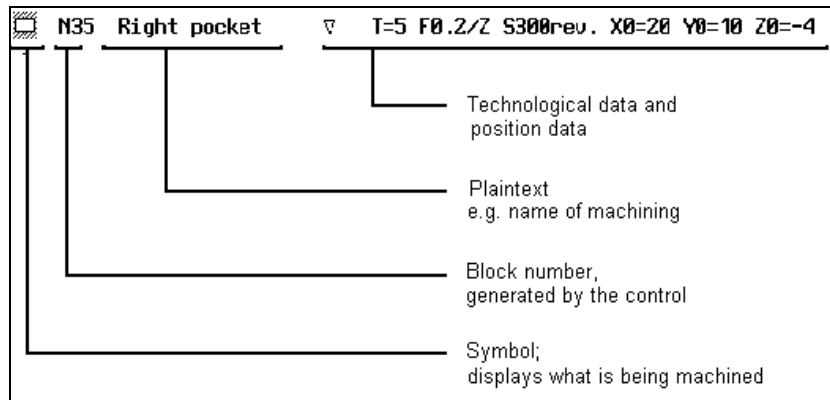 N35 Right pocket ▽ T=5 F0.2/Z S300rev. X0=20 Y0=10 Z0=-4
Technological data and
position data
Plaintext
e.g. name of machining
Block number,
generated by the control
Symbol;
displays what is being machined